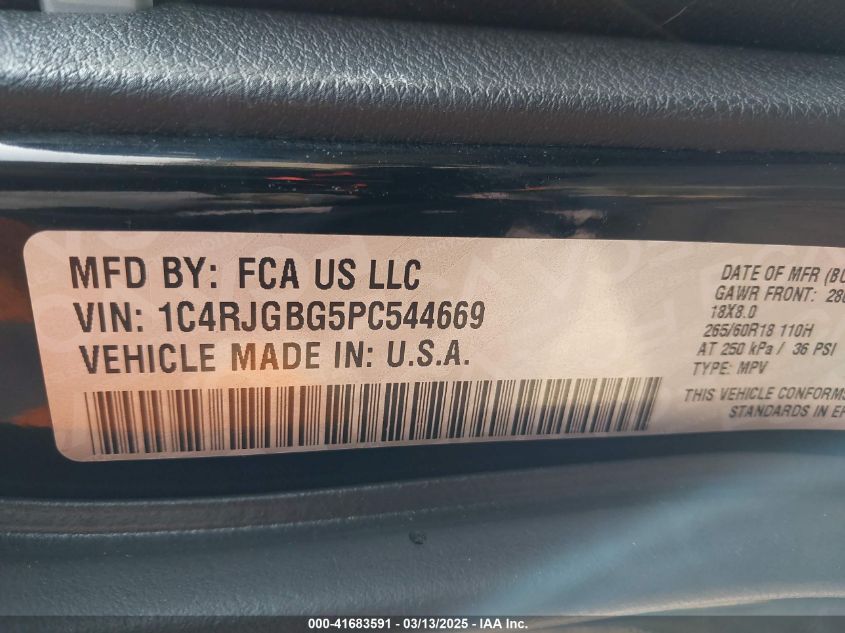 MFD BY: FCA US LLC
VIN: 1C4RJGBG5PC544669
VEHICLE MADE IN: U.S.A.
DATE OF MFR
GAWR FRONT:
18X8.0
265/60R18 110H
AT 250 kPa / 36 PSI
TYPE: MPV
THIS VEHICLE CONFORMS
STANDARDS IN
000-41683591 - 03/13/2025 - IAA Inc.